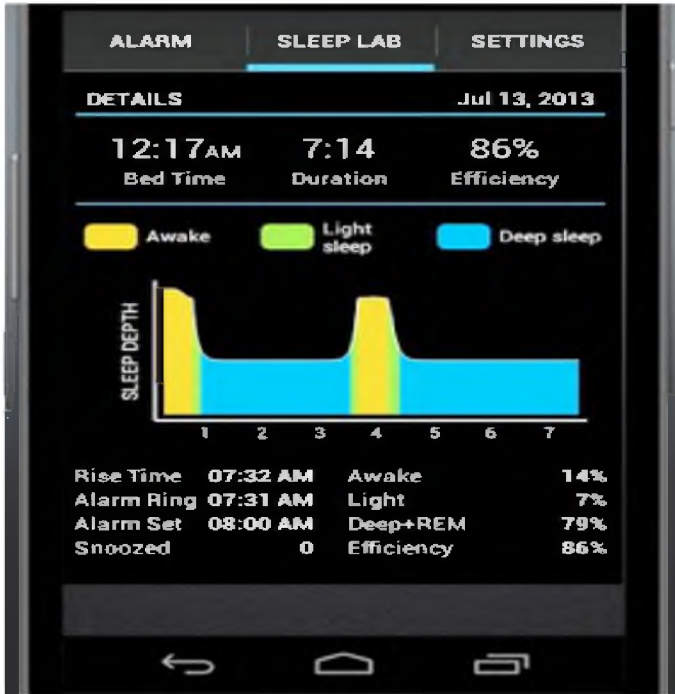 ALARM SLEEP LAB SETTINGS
DETAILS Jul 13, 2013
12:17AM 7:14 86%
Bed Time Duration Efficiency
Awake Light sleep Deep sleep
SLEEP DEPTH
1 2 3 4 5 6 7
Rise Time 07:32 AM Awake 14%
Alarm Ring 07:31 AM Light 7%
Alarm Set 08:00 AM Deep+REM 79%
Snoozed 0 Efficiency 86%